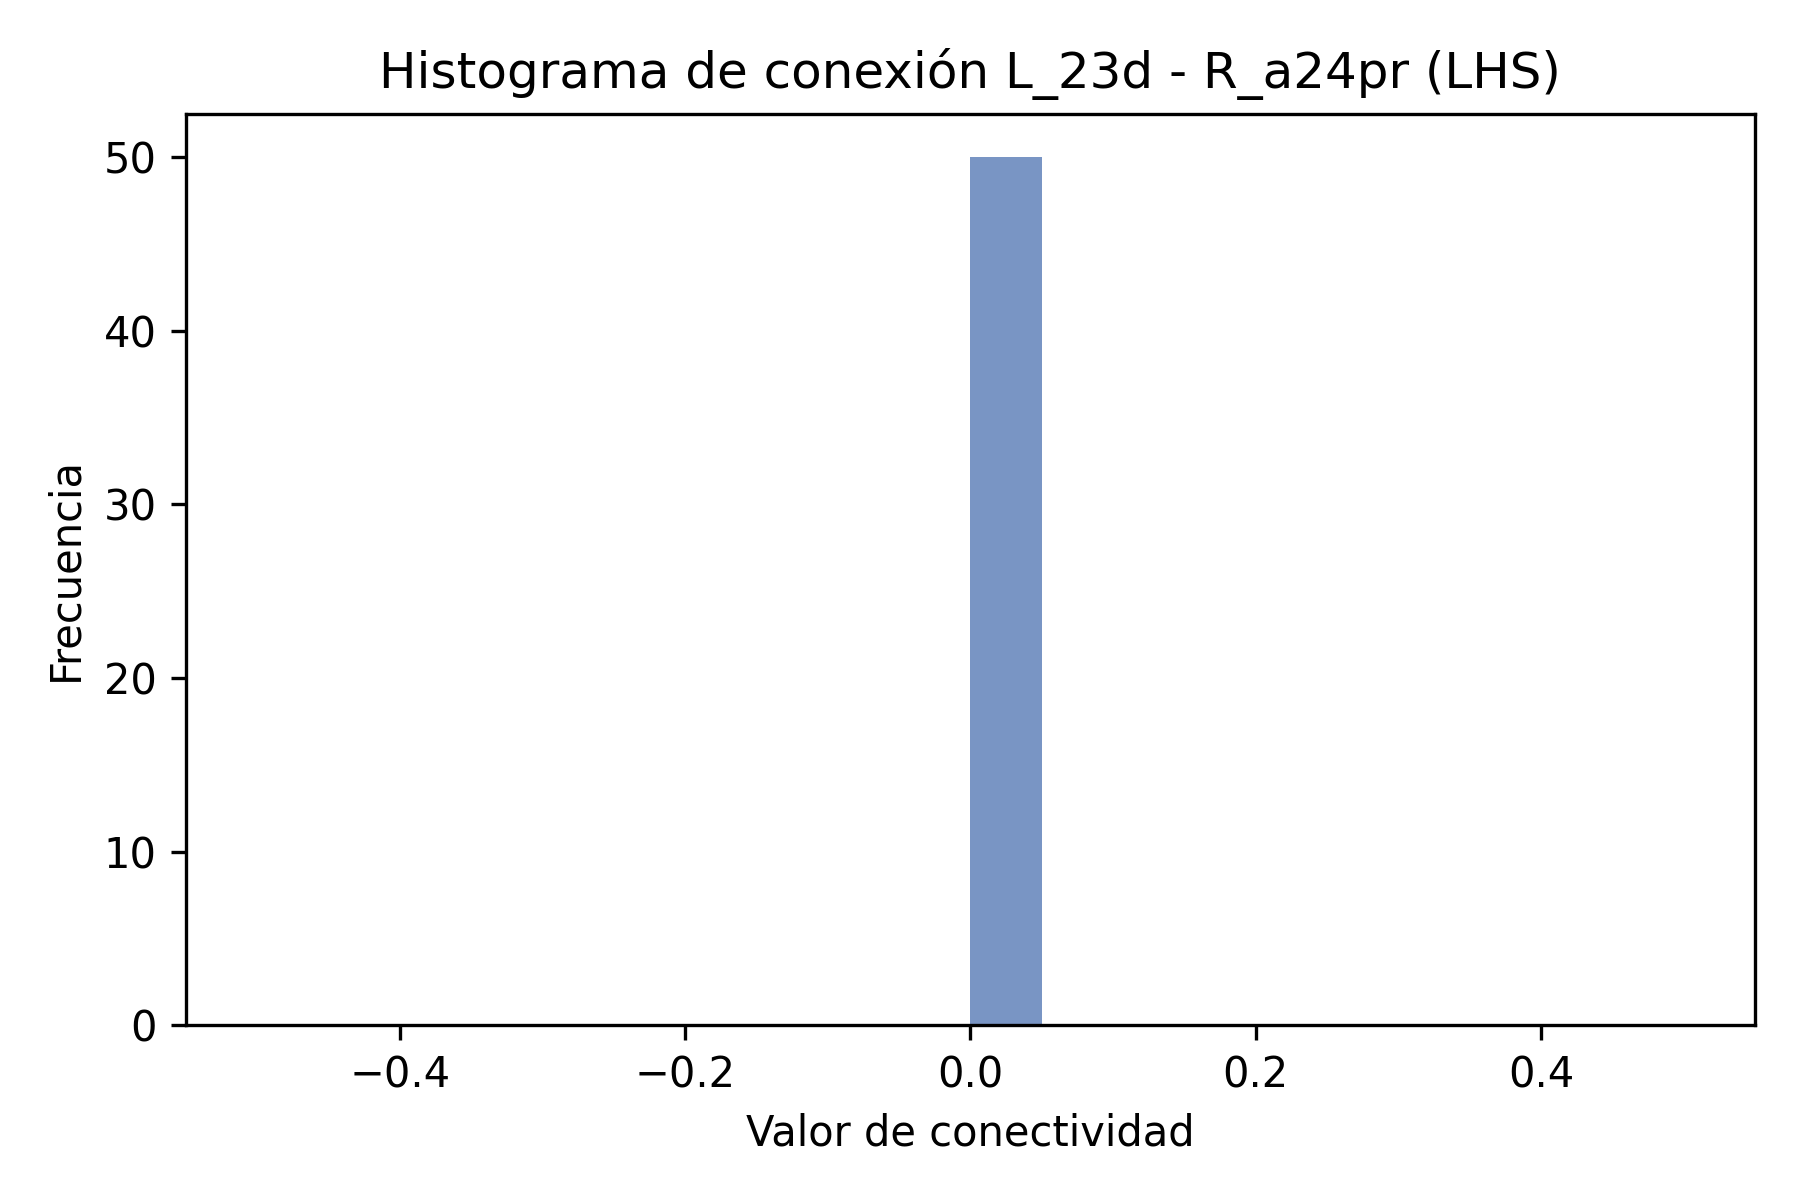 Histograma de conexión L_23d - R_a24pr (LHS)
50
40
30
20
10
0
Frecuencia
−0.4 −0.2 0.0 0.2 0.4
Valor de conectividad